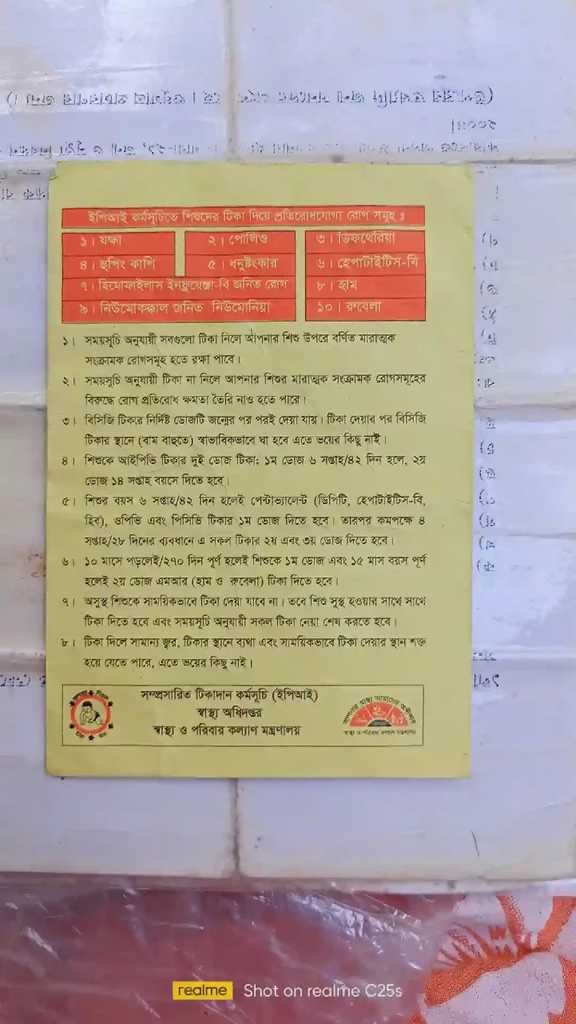 ইপিআই কর্মসূচিতে শিশুদের টিকা দিয়ে প্রতিরোধযোগ্য রোগ সমূহ :
১। যক্ষা
২। পোলিও
৩। ডিফথেরিয়া
৪। হুপিং কাশি
৫। ধনুষ্টংকার
৬। হেপাটাইটিস-বি
৭। হিমোফাইলাস ইনফ্লুয়েঞ্জা-বি জনিত রোগ
৮। হাম
৯। নিউমোকক্কাল জনিত নিউমোনিয়া
১০। রুবেলা
১। সময়সূচি অনুযায়ী সবগুলো টিকা নিলে আপনার শিশু উপরে বর্ণিত মারাত্মক
সংক্রামক রোগসমূহ হতে রক্ষা পাবে।
২। সময়সূচি অনুযায়ী টিকা না নিলে আপনার শিশুর মারাত্মক সংক্রামক রোগসমূহের
বিরুদ্ধে রোগ প্রতিরোধ ক্ষমতা তৈরি নাও হতে পারে।
৩। বিসিজি টিকার নির্দিষ্ট ডোজটি জন্মের পর পরই দেয়া যায়। টিকা দেয়ার পর বিসিজি
টিকার স্থানে (বাম বাহুতে) স্বাভাবিকভাবে ঘা হবে এতে ভয়ের কিছু নাই।
৪। শিশুকে আইপিভি টিকার দুই ডোজ টিকা: ১ম ডোজ ৬ সপ্তাহ/৪২ দিন হলে, ২য়
ডোজ ১৪ সপ্তাহ বয়সে দিতে হবে।
৫। শিশুর বয়স ৬ সপ্তাহ/৪২ দিন হলেই পেন্টাভ্যালেন্ট (ডিপিটি, হেপাটাইটিস-বি,
হিব), ওপিভি এবং পিসিভি টিকার ১ম ডোজ দিতে হবে। তারপর কমপক্ষে ৪
সপ্তাহ/২৮ দিনের ব্যবধানে এ সকল টিকার ২য় এবং ৩য় ডোজ দিতে হবে।
৬। ১০ মাসে পড়লেই/২৭০ দিন পূর্ণ হলেই শিশুকে ১ম ডোজ এবং ১৫ মাস বয়স পূর্ণ
হলেই ২য় ডোজ এমআর (হাম ও রুবেলা) টিকা দিতে হবে।
৭। অসুস্থ শিশুকে সাময়িকভাবে টিকা দেয়া যাবে না। তবে শিশু সুস্থ হওয়ার সাথে সাথে
টিকা দিতে হবে এবং সময়সূচি অনুযায়ী সকল টিকা নেয়া শেষ করতে হবে।
৮। টিকা দিলে সামান্য জ্বর, টিকার স্থানে ব্যথা এবং সাময়িকভাবে টিকা দেয়ার স্থান শক্ত
হয়ে যেতে পারে, এতে ভয়ের কিছু নাই।
সম্প্রসারিত টিকাদান কর্মসূচি (ইপিআই)
স্বাস্থ্য অধিদপ্তর
স্বাস্থ্য ও পরিবার কল্যাণ মন্ত্রণালয়
realme Shot on realme C25s